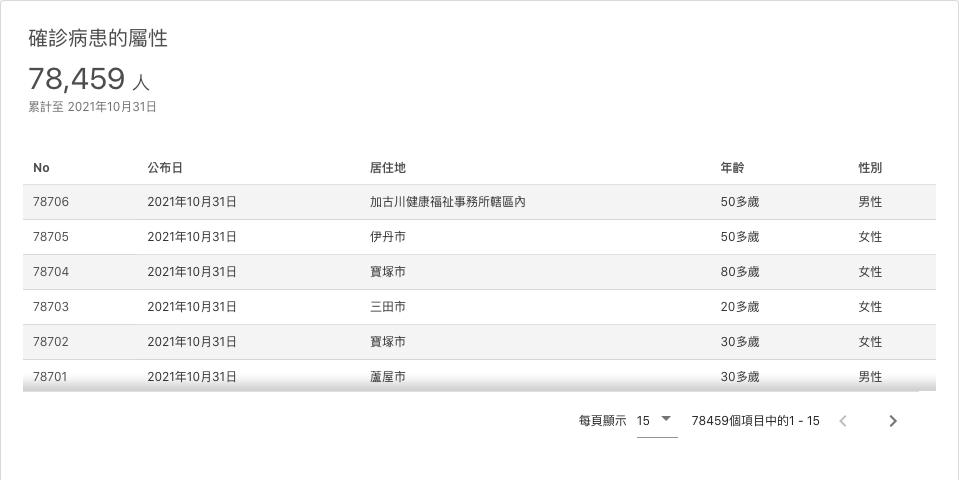 確診病患的屬性
78,459 人
累計至 2021年10月31日
No 公布日 居住地 年齡 性別
78706 2021年10月31日 加古川健康福祉事務所轄區內 50多歲 男性
78705 2021年10月31日 伊丹市 50多歲 女性
78704 2021年10月31日 寶塚市 80多歲 女性
78703 2021年10月31日 三田市 20多歲 女性
78702 2021年10月31日 寶塚市 30多歲 女性
78701 2021年10月31日 蘆屋市 30多歲 男性
每頁顯示 15 78459個項目中的1 - 15